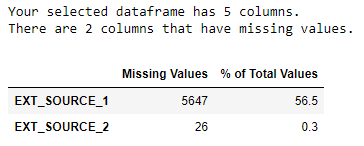 Your selected dataframe has 5 columns.
There are 2 columns that have missing values.
Missing Values % of Total Values
EXT_SOURCE_1 5647 56.5
EXT_SOURCE_2 26 0.3